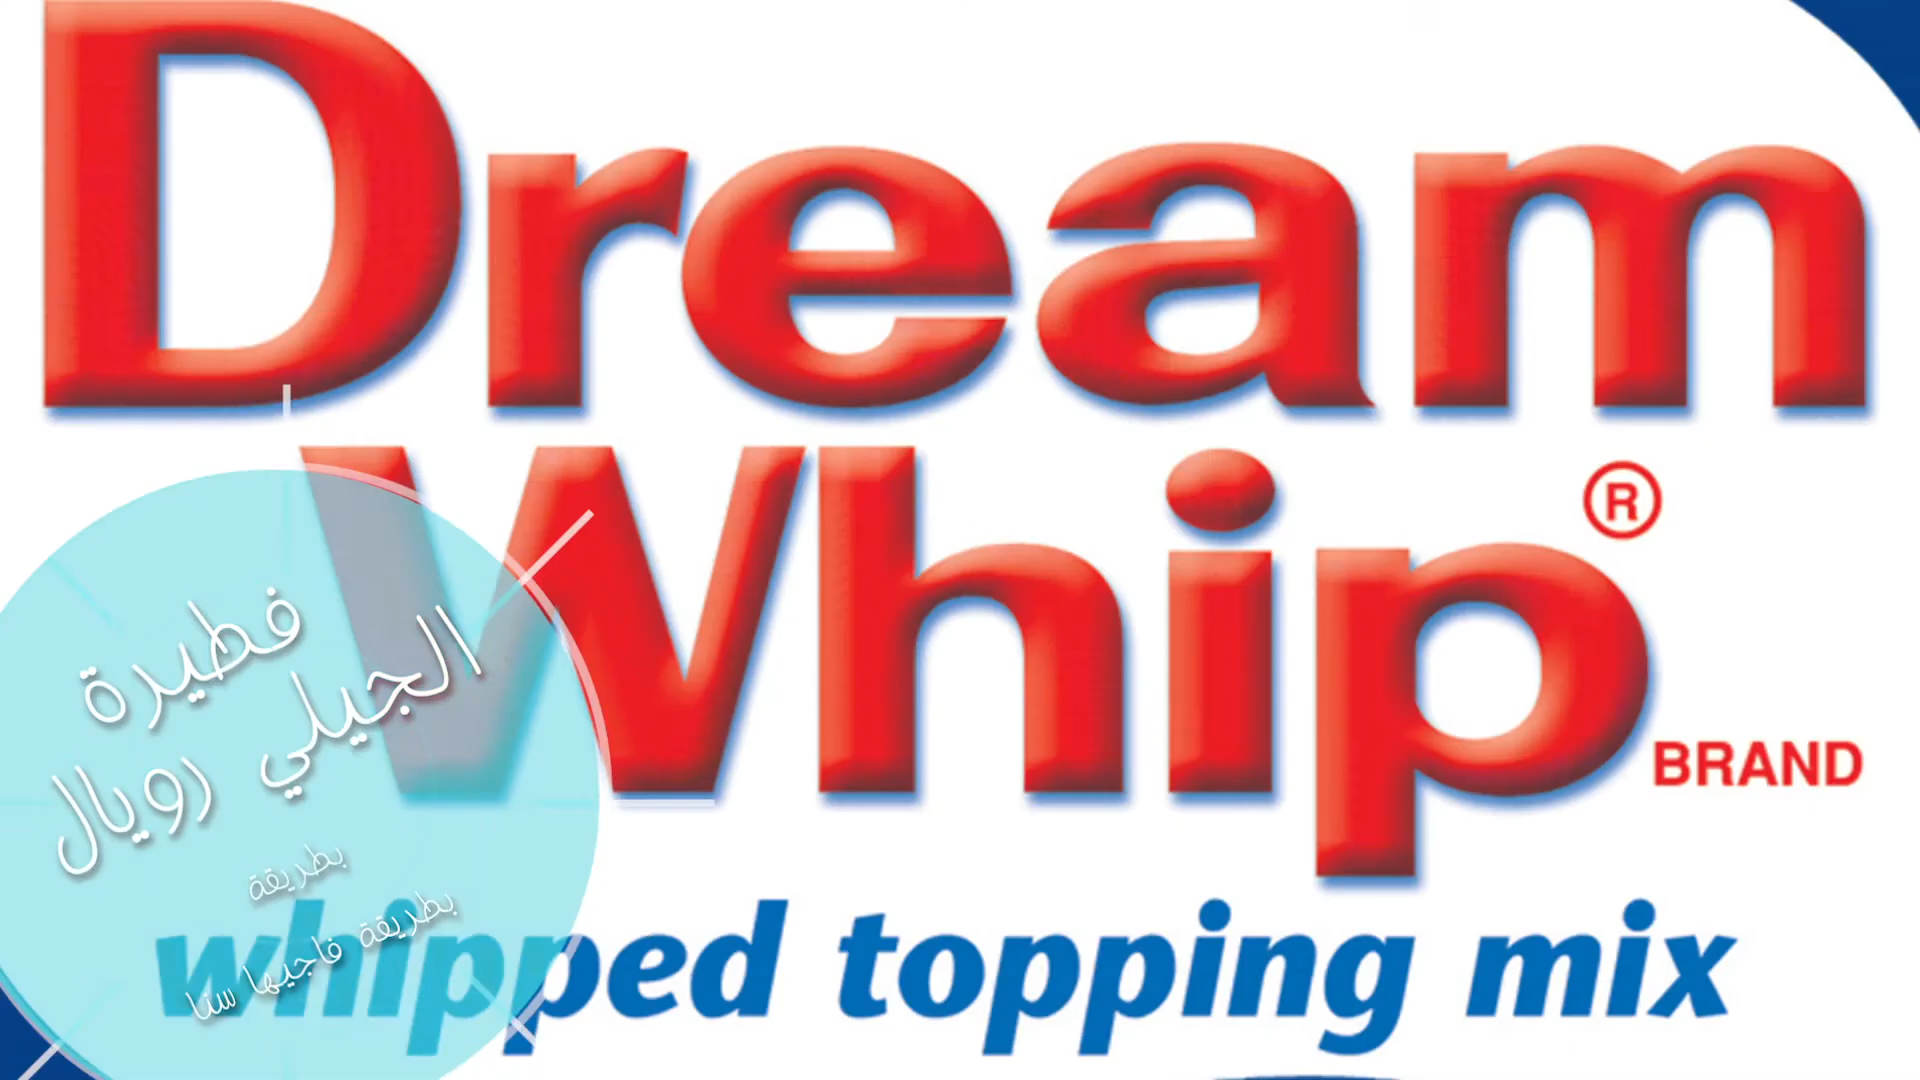 Dream
Whip®
BRAND
whipped topping mix
فطيرة
الجيلي رويال
بطريقة
بطريقة فاجيها سنا